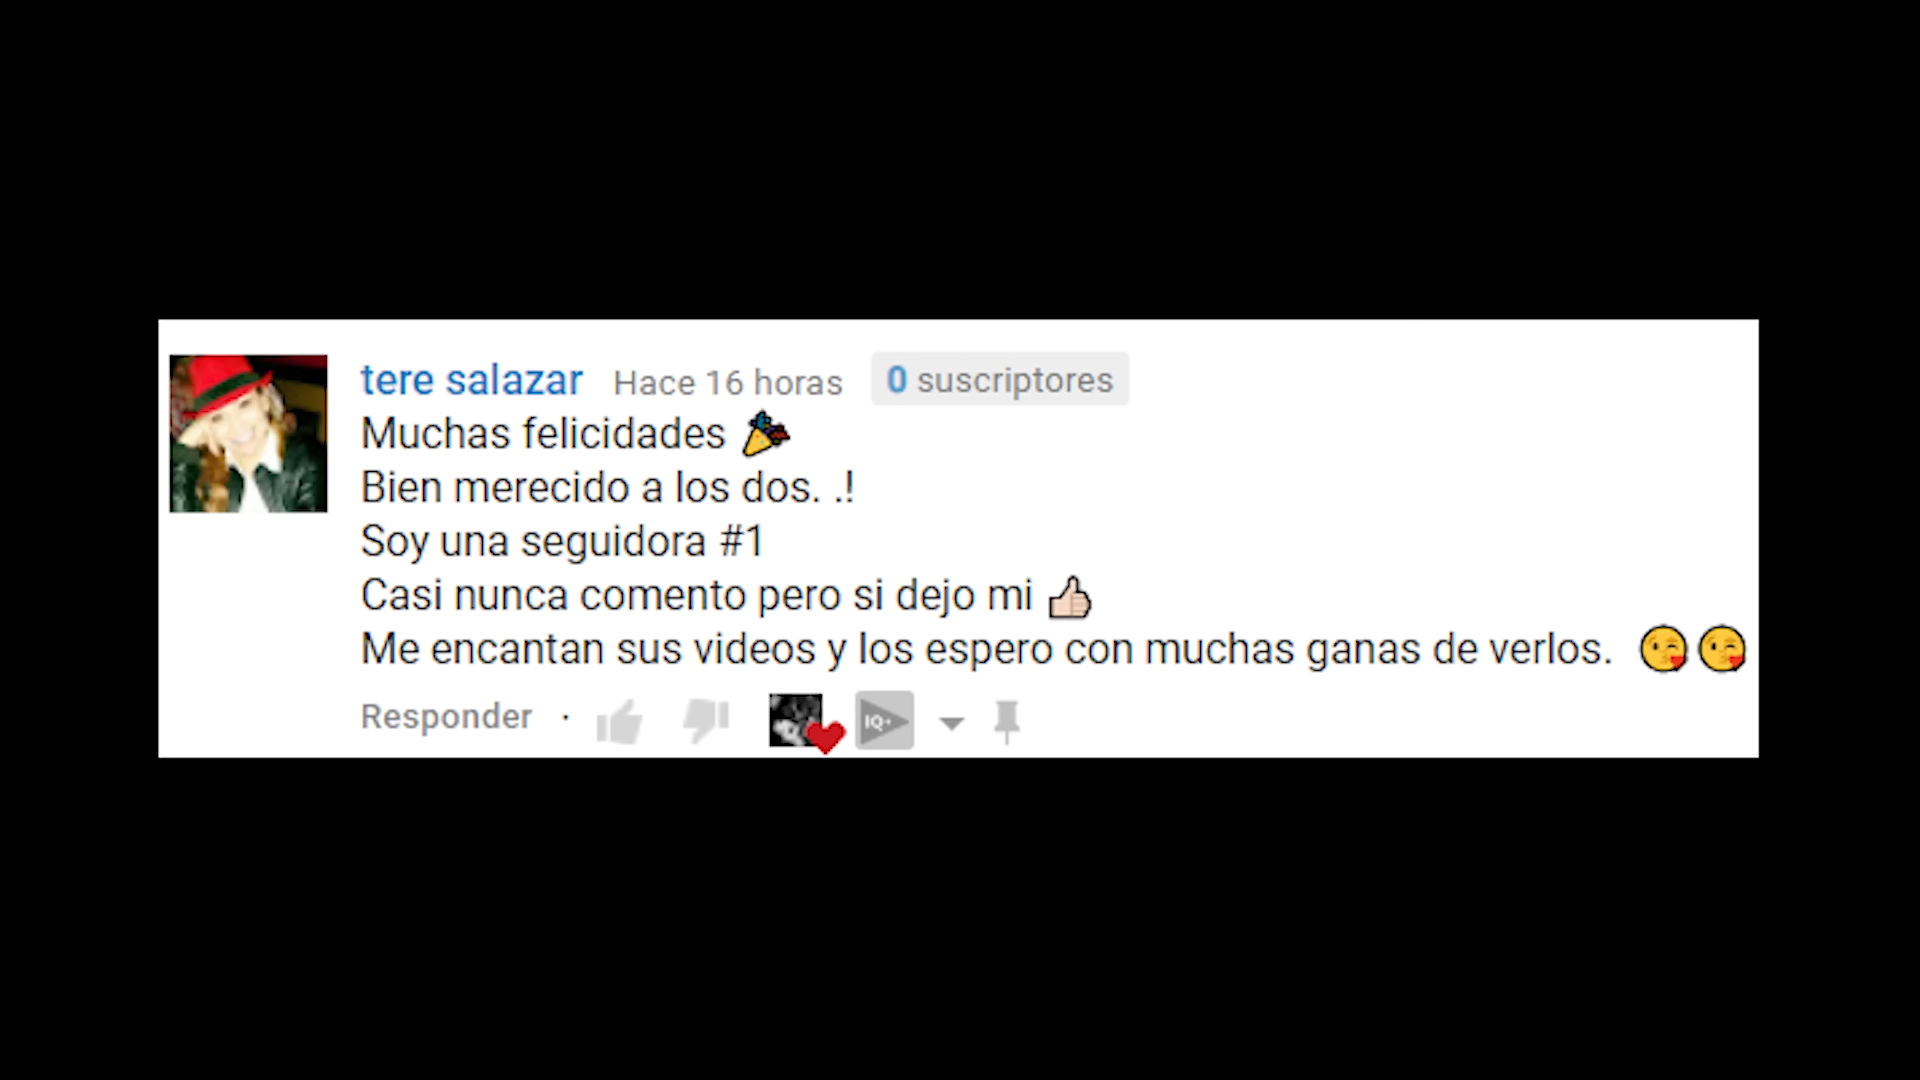 tere salazar Hace 16 horas 0 suscriptores
Muchas felicidades 🎉
Bien merecido a los dos. .!
Soy una seguidora #1
Casi nunca comento pero si dejo mi 👍🏻
Me encantan sus videos y los espero con muchas ganas de verlos. 😘😘
Responder · IQ+